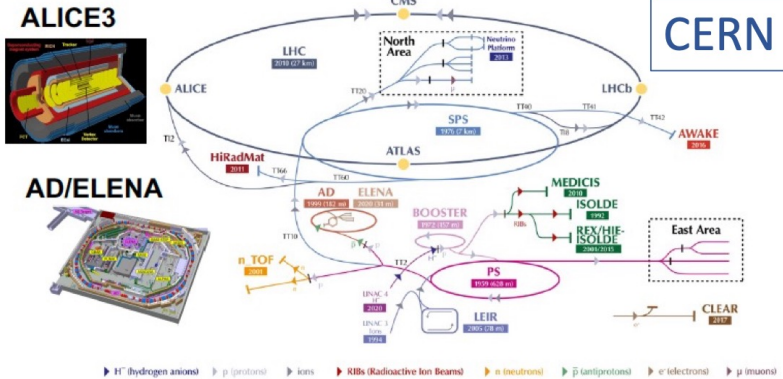 ALICE3
CMS
CERN
LHC
2010 (27 km)
North
Area
Neutrino
Platform
2013
ALICE
TT20
LHCb
TT40
TT41
TT42
SPS
1976 (7 km)
TI8
TI2
AWAKE
2016
ATLAS
HiRadMat
2011
TT66
TT60
AD/ELENA
AD
1999 (182 m)
ELENA
2020 (31 m)
MEDICIS
2010
ISOLDE
1992
RIBs
REX/HIE-
ISOLDE
2001/2015
BOOSTER
1972 (157 m)
East Area
TT10
TT2
H⁻
p
n_TOF
2001
n
PS
1959 (628 m)
LINAC 4
H⁻
2020
LINAC 3
Ions
1994
LEIR
2005 (78 m)
CLEAR
2017
e⁻
H⁻ (hydrogen anions)
p (protons)
ions
RIBs (Radioactive Ion Beams)
n (neutrons)
p̅ (antiprotons)
e⁻ (electrons)
μ (muons)